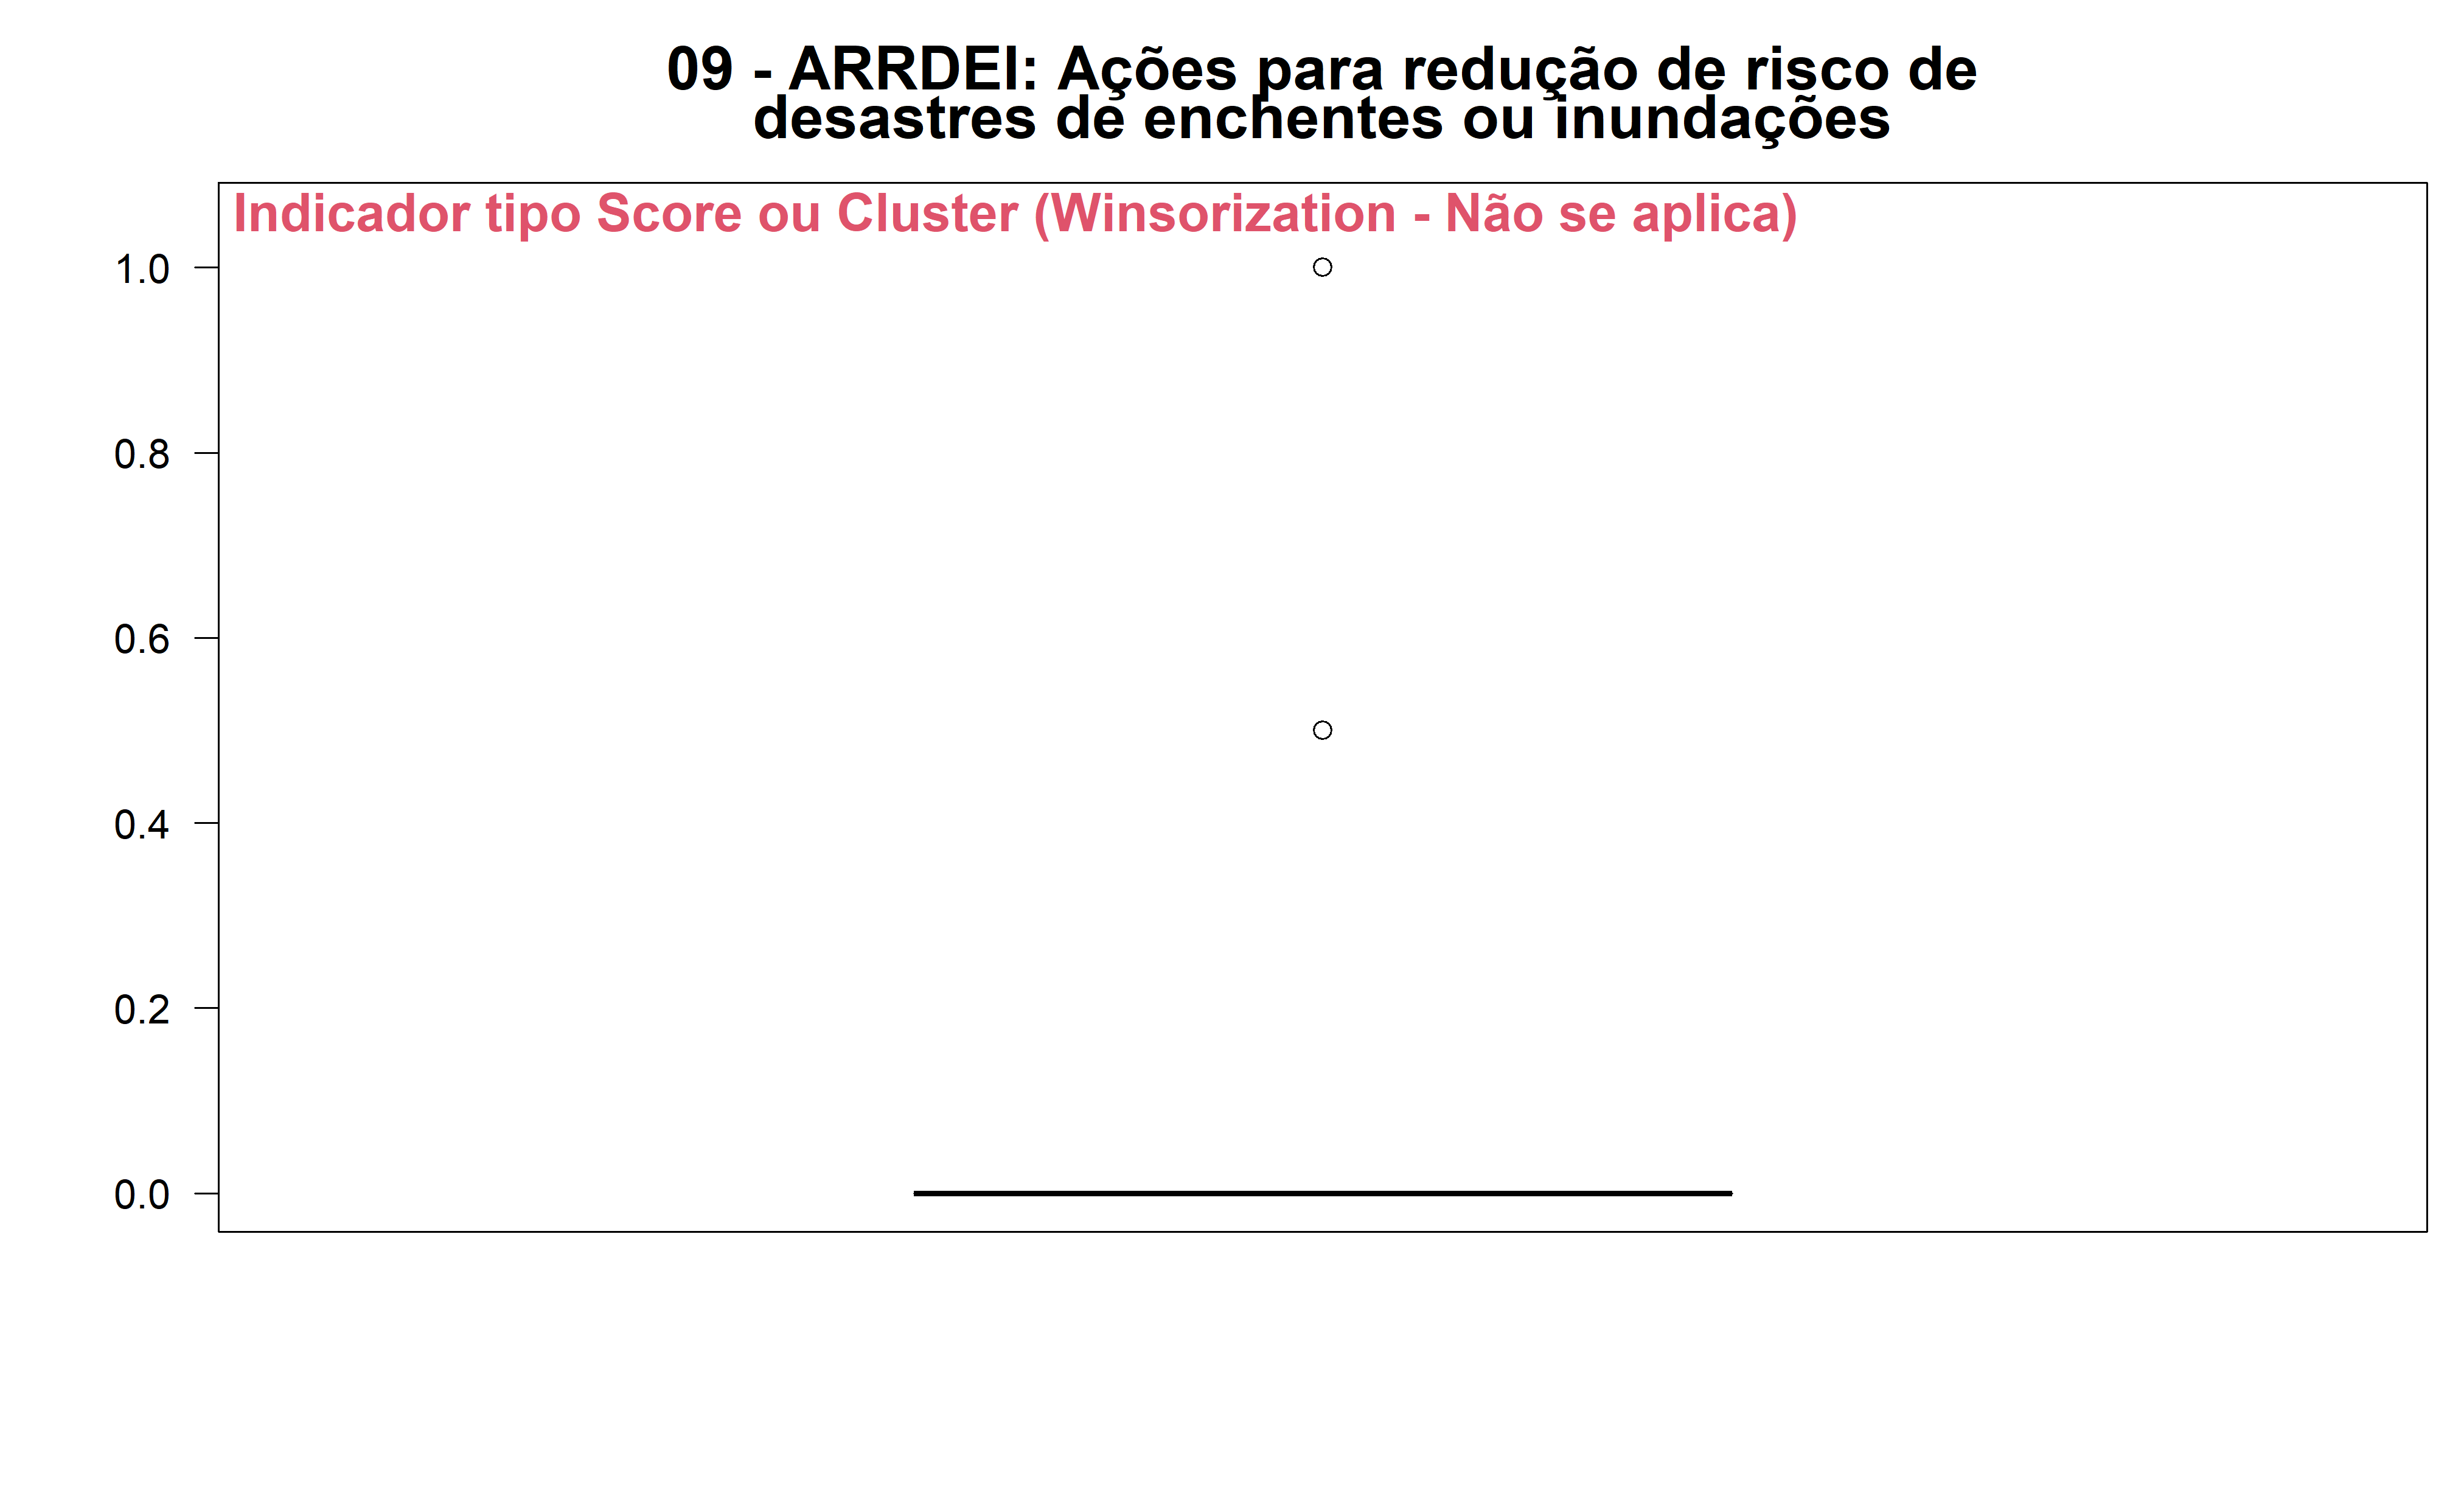 09 - ARRDEI: Ações para redução de risco de
desastres de enchentes ou inundações
Indicador tipo Score ou Cluster (Winsorization - Não se aplica)
1.0
0.8
0.6
0.4
0.2
0.0